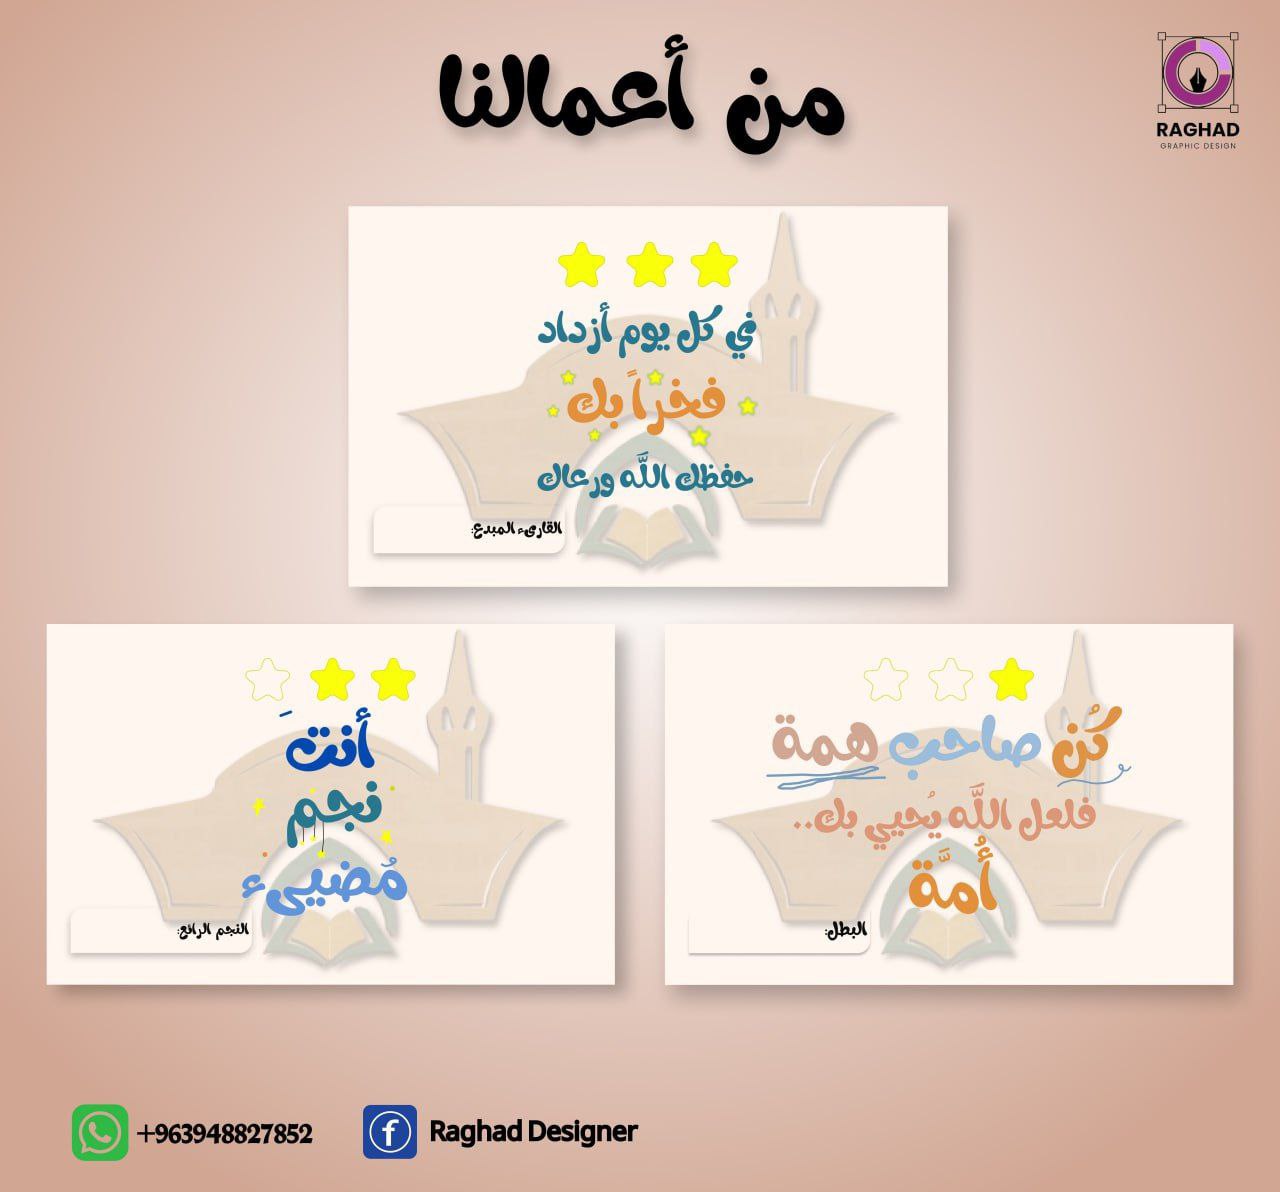 من أعمالنا
RAGHAD
GRAPHIC DESIGN
في كل يوم أزداد
فخراً بك
حفظك اللَّه ورعاك
القارىء المبدع:
أنتَ
نجم
مُضيىء
النجم الرائع:
كُن صاحب همة
فلعل اللَّه يُحيي بك..
أُمَّة
البطل:
+963948827852
Raghad Designer